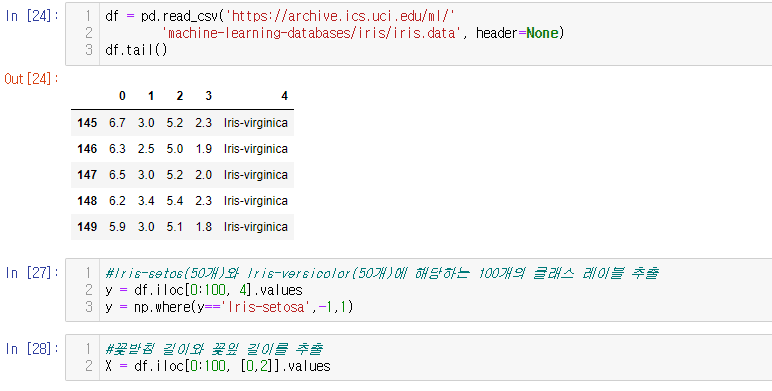 In [24]:
1 df = pd.read_csv('https://archive.ics.uci.edu/ml/'
2 'machine-learning-databases/iris/iris.data', header=None)
3 df.tail()
Out[24]:
0 1 2 3 4
145 6.7 3.0 5.2 2.3 Iris-virginica
146 6.3 2.5 5.0 1.9 Iris-virginica
147 6.5 3.0 5.2 2.0 Iris-virginica
148 6.2 3.4 5.4 2.3 Iris-virginica
149 5.9 3.0 5.1 1.8 Iris-virginica
In [27]:
1 #Iris-setos(50개)와 Iris-versicolor(50개)에 해당하는 100개의 클래스 레이블 추출
2 y = df.iloc[0:100, 4].values
3 y = np.where(y=='Iris-setosa',-1,1)
In [28]:
1 #꽃받침 길이와 꽃잎 길이를 추출
2 X = df.iloc[0:100, [0,2]].values